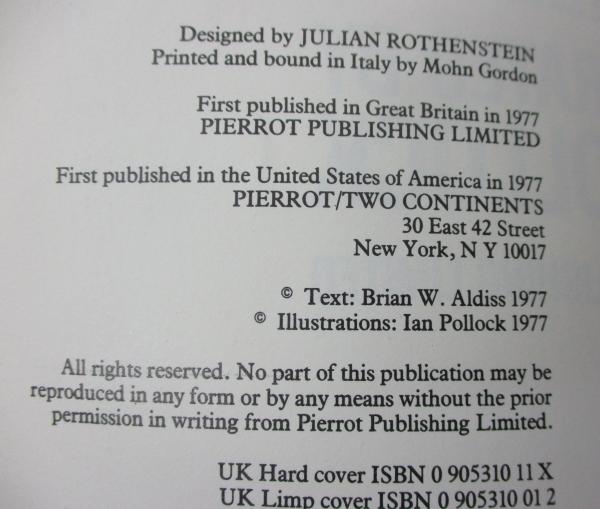 Designed by JULIAN ROTHENSTEIN
Printed and bound in Italy by Mohn Gordon
First published in Great Britain in 1977
PIERROT PUBLISHING LIMITED
First published in the United States of America in 1977
PIERROT/TWO CONTINENTS
30 East 42 Street
New York, N Y 10017
© Text: Brian W. Aldiss 1977
© Illustrations: Ian Pollock 1977
All rights reserved. No part of this publication may be
reproduced in any form or by any means without the prior
permission in writing from Pierrot Publishing Limited.
UK Hard cover ISBN 0 905310 11 X
UK Limp cover ISBN 0 905310 01 2